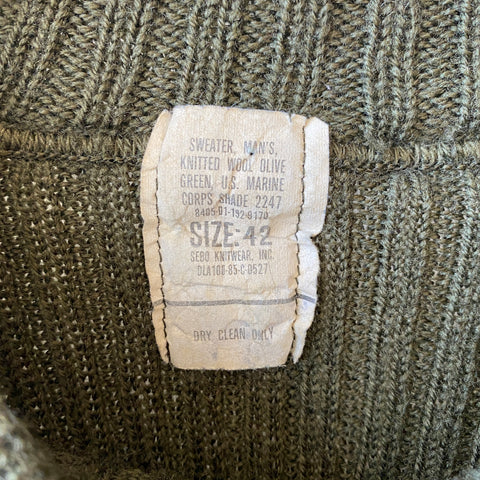 SWEATER, MAN'S,
KNITTED WOOL OLIVE
GREEN, U.S. MARINE
CORPS SHADE 2247
8405-01-192-9170
SIZE: 42
SEBO KNITWEAR, INC.
DLA100-85-C-0527
DRY CLEAN ONLY